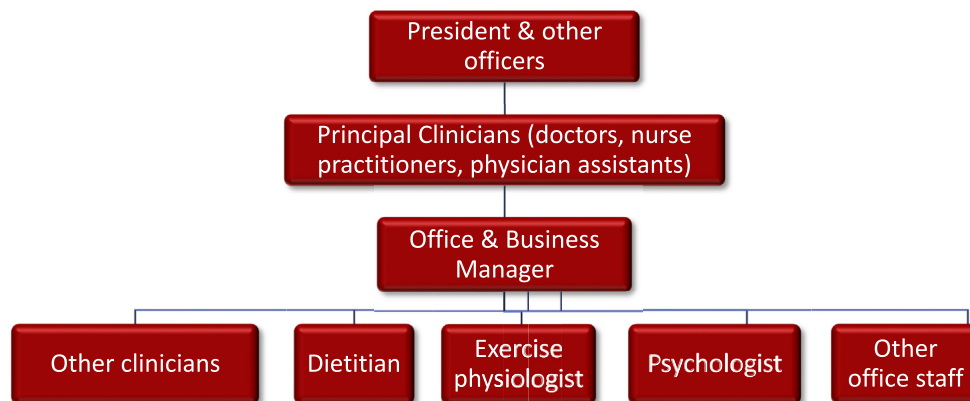 President & other
officers
Principal Clinicians (doctors, nurse
practitioners, physician assistants)
Office & Business
Manager
Other clinicians
Dietitian
Exercise
physiologist
Psychologist
Other
office staff